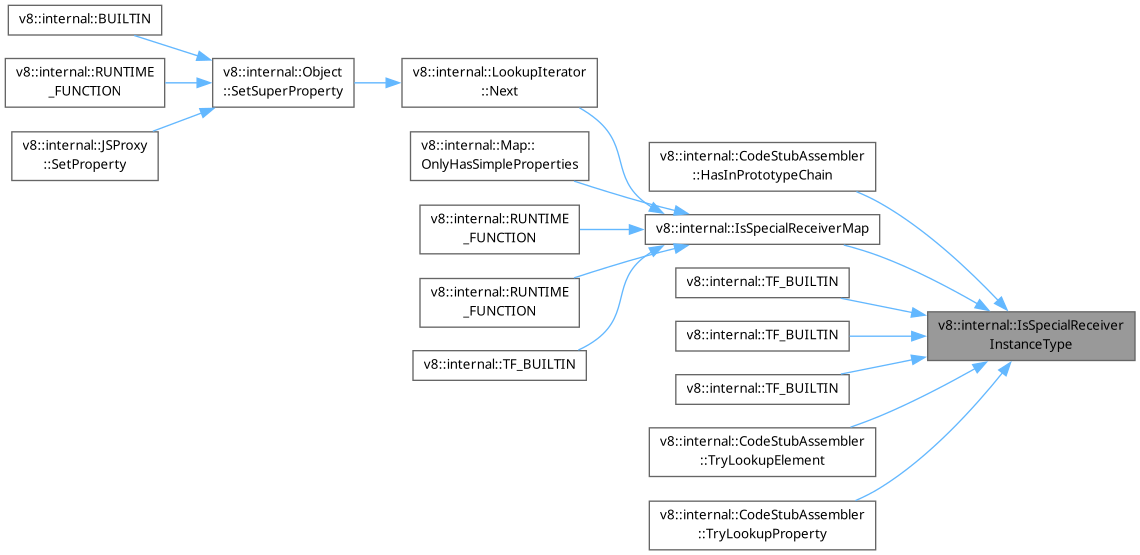 v8::internal::BUILTIN
v8::internal::RUNTIME
_FUNCTION
v8::internal::JSProxy
::SetProperty
v8::internal::Object
::SetSuperProperty
v8::internal::LookupIterator
::Next
v8::internal::Map::
OnlyHasSimpleProperties
v8::internal::RUNTIME
_FUNCTION
v8::internal::RUNTIME
_FUNCTION
v8::internal::TF_BUILTIN
v8::internal::CodeStubAssembler
::HasInPrototypeChain
v8::internal::IsSpecialReceiverMap
v8::internal::TF_BUILTIN
v8::internal::TF_BUILTIN
v8::internal::TF_BUILTIN
v8::internal::CodeStubAssembler
::TryLookupElement
v8::internal::CodeStubAssembler
::TryLookupProperty
v8::internal::IsSpecialReceiver
InstanceType